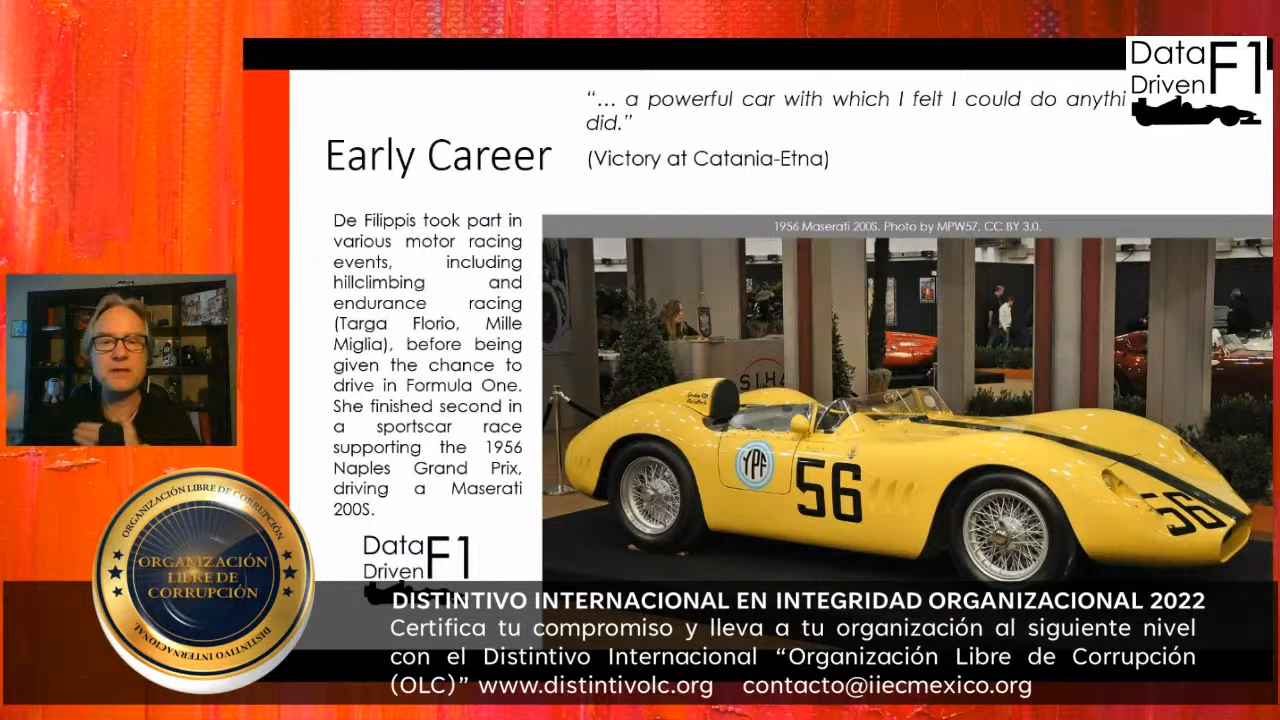 Data
Driven F1
“… a powerful car with which I felt I could do anythi
did.”
(Victory at Catania-Etna)
Early Career
De Filippis took part in
various motor racing
events, including
hillclimbing and
endurance racing
(Targa Florio, Mille
Miglia), before being
given the chance to
drive in Formula One.
She finished second in
a sportscar race
supporting the 1956
Naples Grand Prix,
driving a Maserati
200S.
1956 Maserati 200S. Photo by MPW57, CC BY 3.0.
SIHA
YPF
56
56
Data
Driven F1
ORGANIZACIÓN LIBRE DE CORRUPCIÓN
ORGANIZACIÓN
LIBRE DE
CORRUPCIÓN
DISTINTIVO INTERNACIONAL
DISTINTIVO INTERNACIONAL EN INTEGRIDAD ORGANIZACIONAL 2022
Certifica tu compromiso y lleva a tu organización al siguiente nivel
con el Distintivo Internacional “Organización Libre de Corrupción
(OLC)” www.distintivolc.org contacto@iiecmexico.org